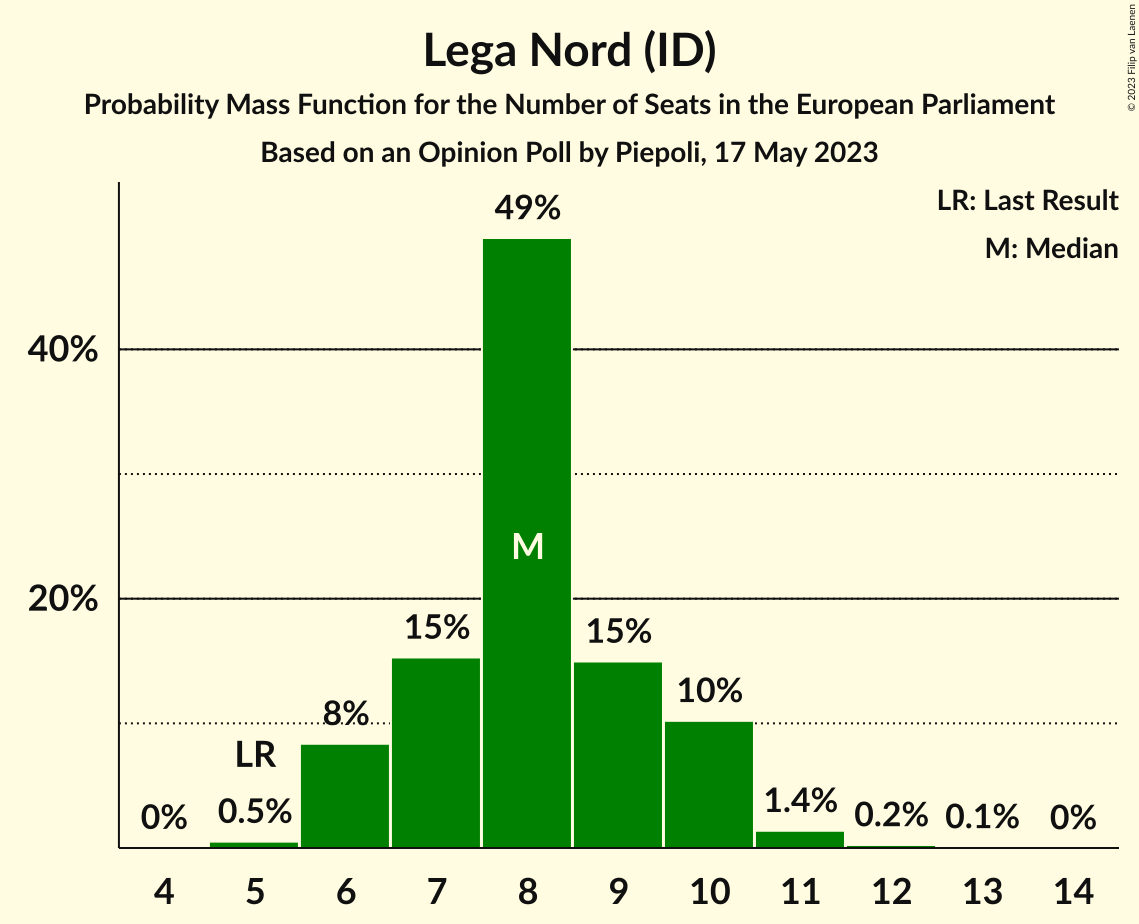 Lega Nord (ID)
Probability Mass Function for the Number of Seats in the European Parliament
Based on an Opinion Poll by Piepoli, 17 May 2023
© 2023 Filip van Laenen
LR: Last Result
M: Median
49%
40%
M
20%
15%
15%
10%
8%
LR
0%
0.5%
1.4%
0.2%
0.1%
0%
4 5 6 7 8 9 10 11 12 13 14